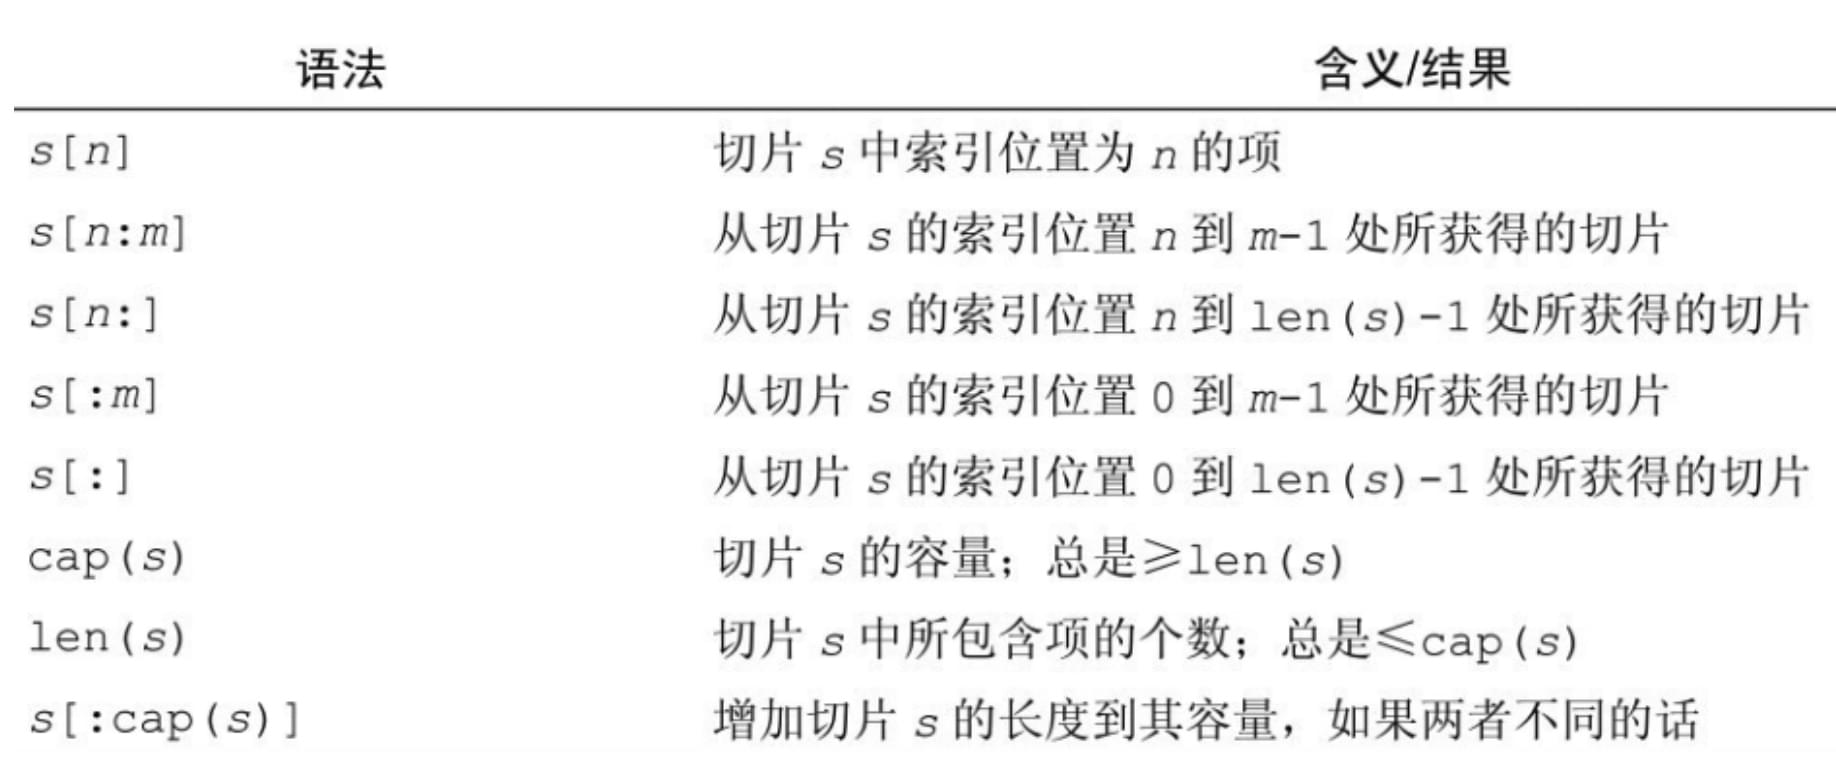 语法 含义/结果
s[n] 切片 s 中索引位置为 n 的项
s[n:m] 从切片 s 的索引位置 n 到 m-1 处所获得的切片
s[n:] 从切片 s 的索引位置 n 到 len(s)-1 处所获得的切片
s[:m] 从切片 s 的索引位置 0 到 m-1 处所获得的切片
s[:] 从切片 s 的索引位置 0 到 len(s)-1 处所获得的切片
cap(s) 切片 s 的容量；总是≥len(s)
len(s) 切片 s 中所包含项的个数；总是≤cap(s)
s[:cap(s)] 增加切片 s 的长度到其容量，如果两者不同的话